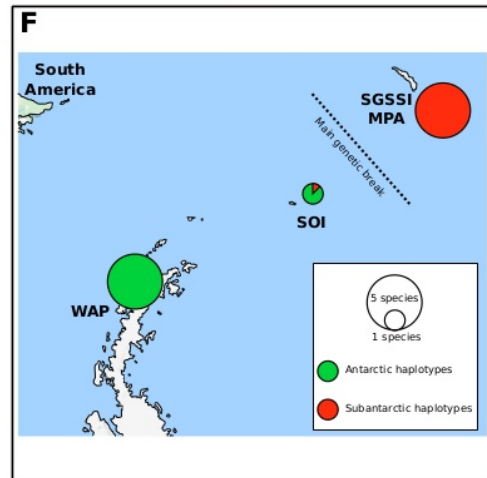 F
South
America
SGSSI
MPA
Main genetic break
SOI
WAP
5 species
1 species
Antarctic haplotypes
Subantarctic haplotypes